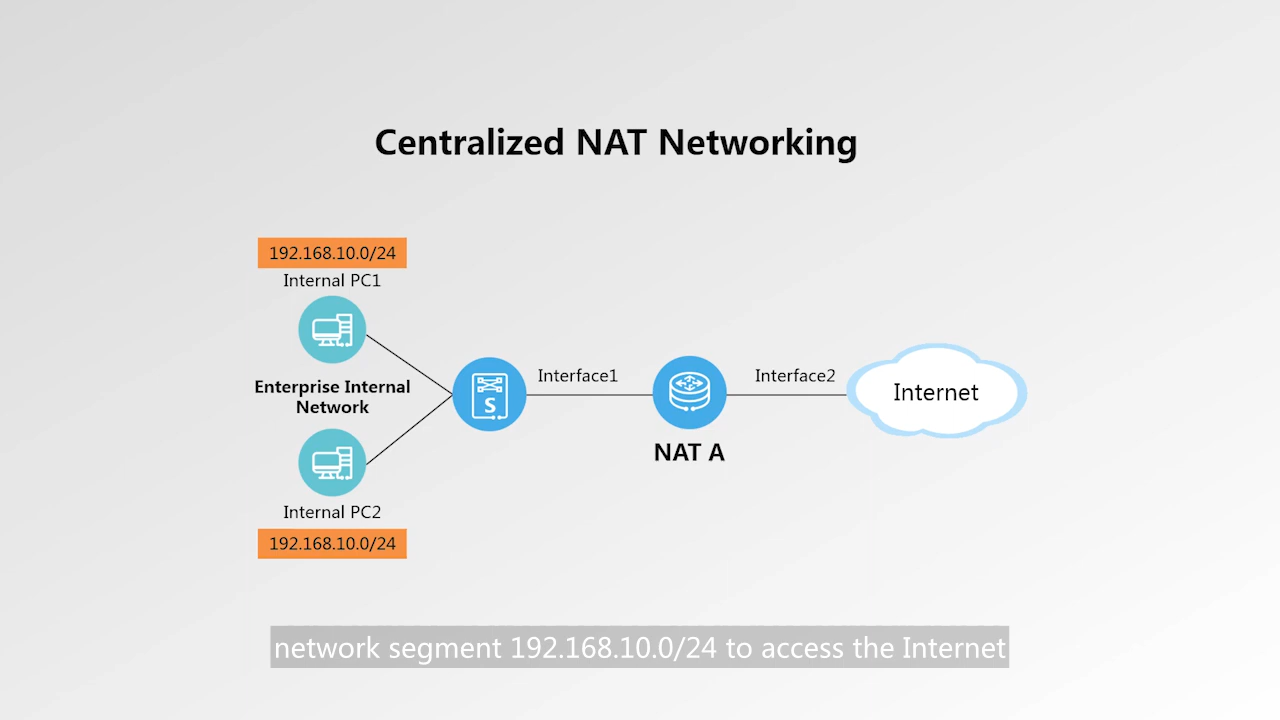 Centralized NAT Networking
192.168.10.0/24
Internal PC1
Enterprise Internal
Network
Internal PC2
192.168.10.0/24
S
Interface1
NAT A
Interface2
Internet
network segment 192.168.10.0/24 to access the Internet